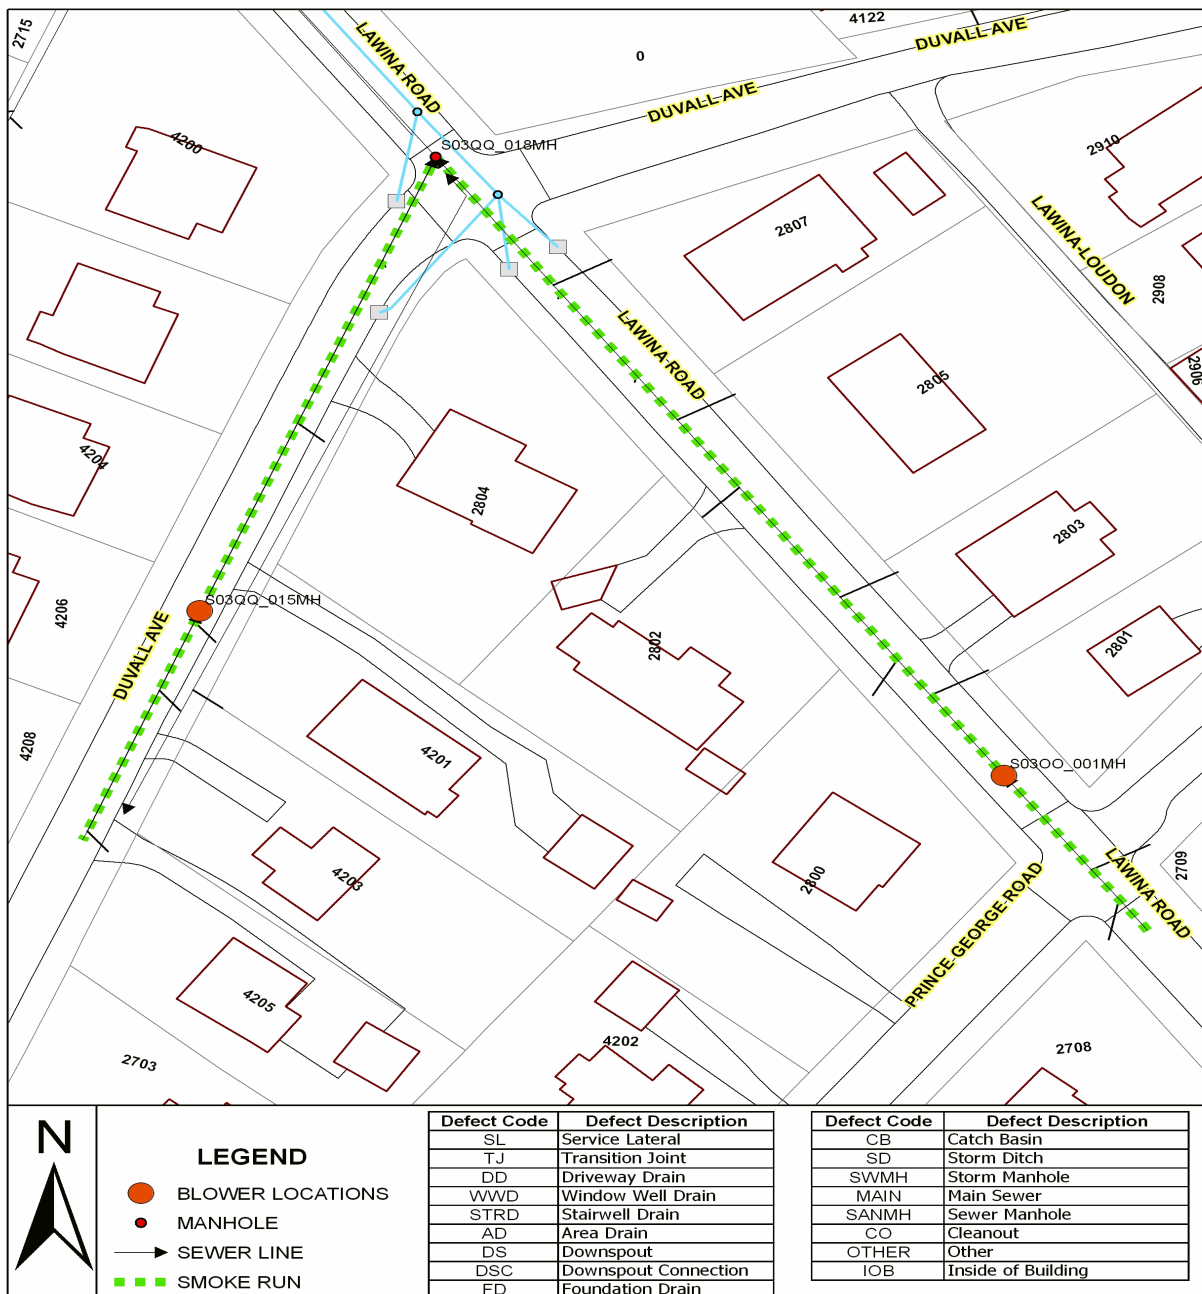 2715
LAWINA ROAD
0
4122
DUVALL AVE
DUVALL AVE
4200
S03QQ_018MH
2910
2807
LAWINA-LOUDON
2908
LAWINA ROAD
2805
2906
4204
2804
2803
S03QQ_015MH
4206
DUVALL AVE
2802
2801
4208
4201
S03OO_001MH
4203
2800
LAWINA ROAD
2709
PRINCE GEORGE ROAD
4205
4202
2703
2708
N
LEGEND
BLOWER LOCATIONS
MANHOLE
SEWER LINE
SMOKE RUN
Defect Code Defect Description
SL Service Lateral
TJ Transition Joint
DD Driveway Drain
WWD Window Well Drain
STRD Stairwell Drain
AD Area Drain
DS Downspout
DSC Downspout Connection
FD Foundation Drain
Defect Code Defect Description
CB Catch Basin
SD Storm Ditch
SWMH Storm Manhole
MAIN Main Sewer
SANMH Sewer Manhole
CO Cleanout
OTHER Other
IOB Inside of Building